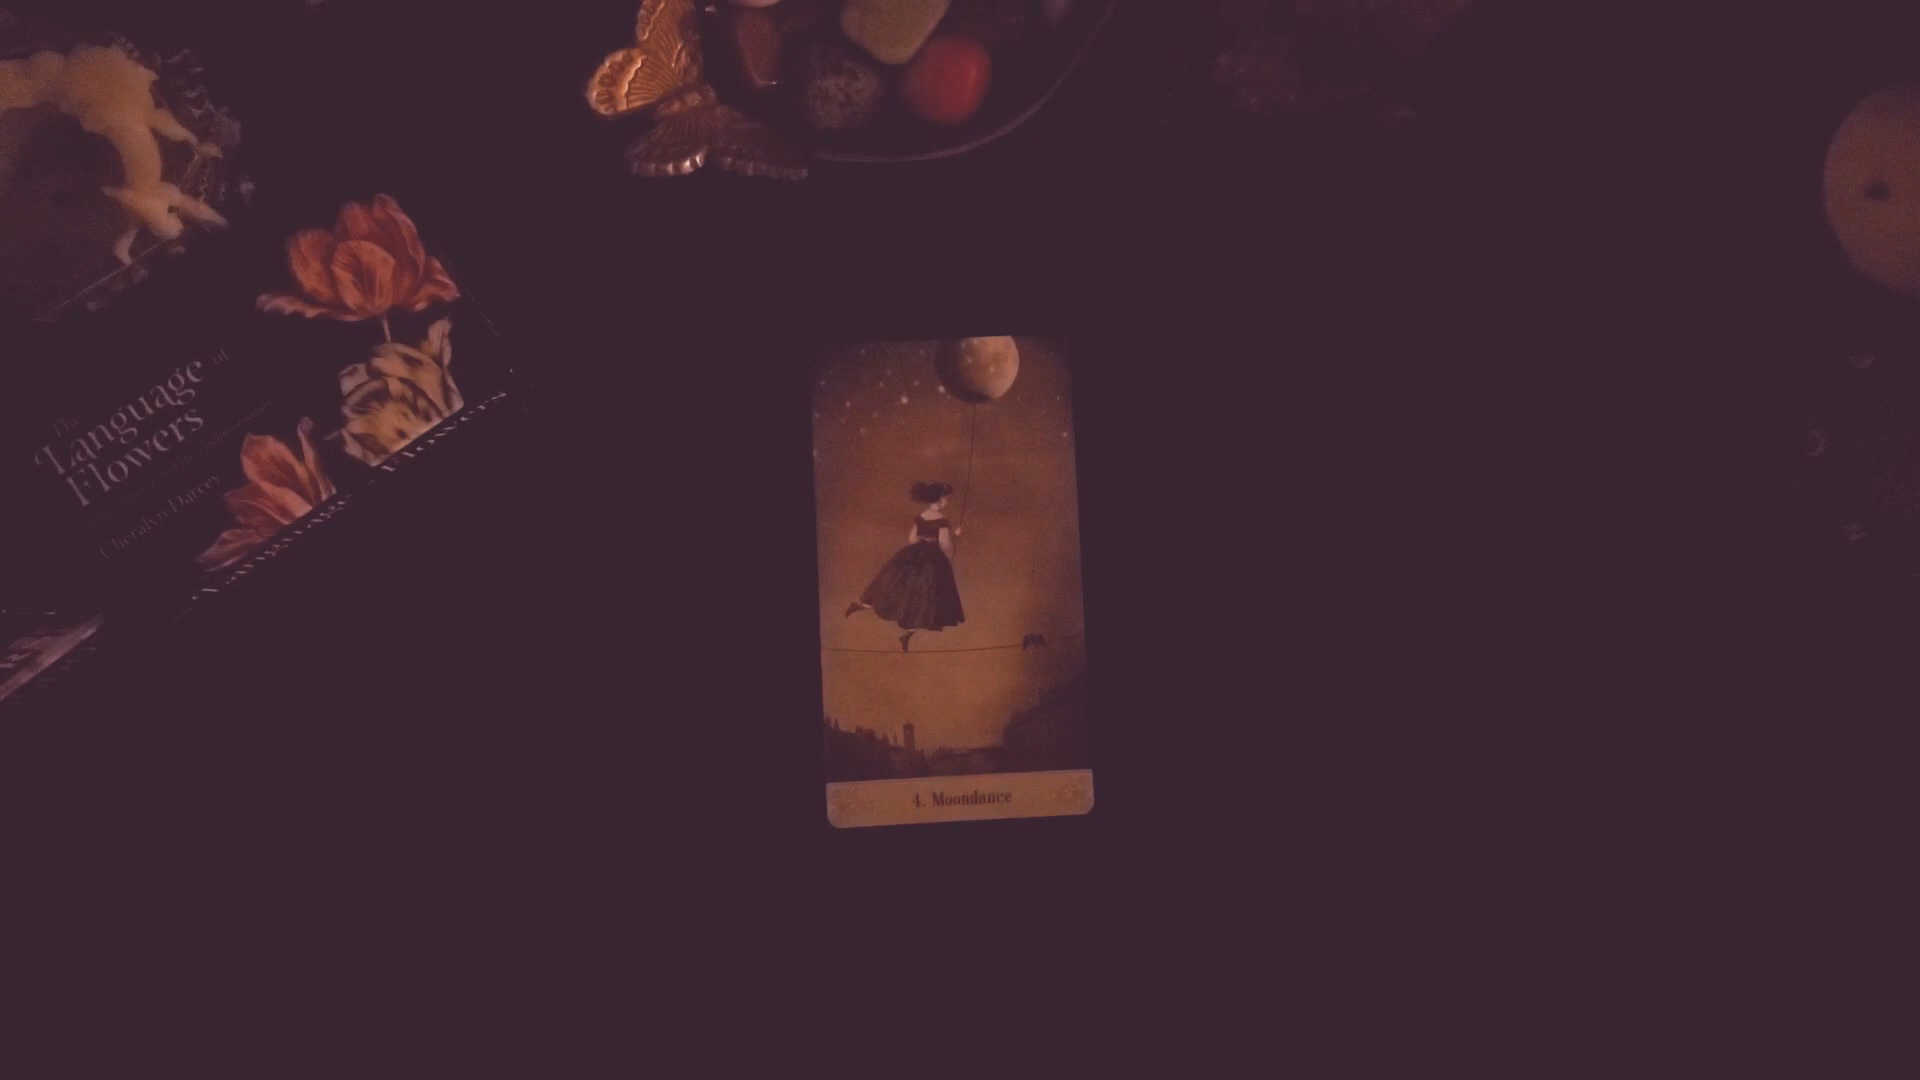 The
Language of
Flowers
Cheralyn Darcey
4. Moondance